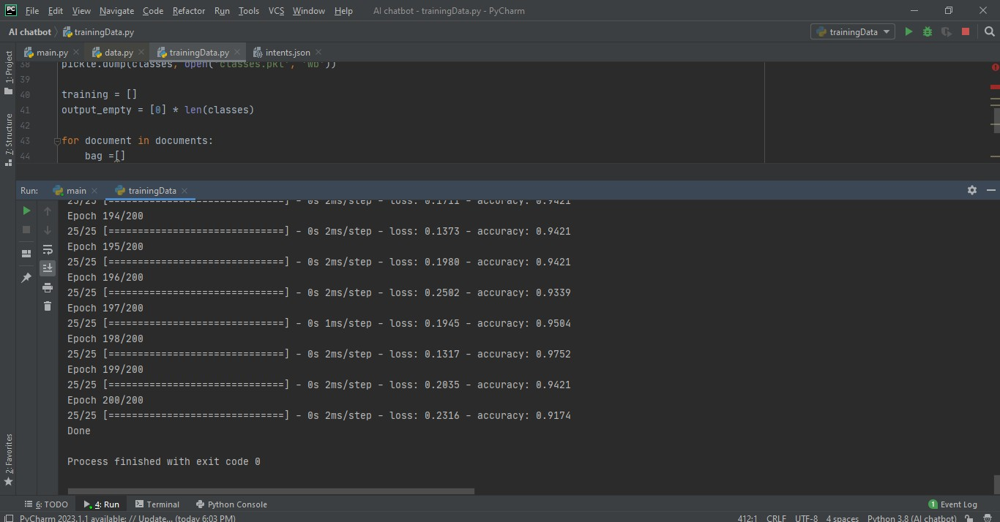 PC File Edit View Navigate Code Refactor Run Tools VCS Window Help AI chatbot - trainingData.py - PyCharm
AI chatbot trainingData.py trainingData
main.py data.py trainingData.py intents.json
1: Project
7: Structure
2: Favorites
38 pickle.dump(classes, open('classes.pkl', 'wb'))
39
40 training = []
41 output_empty = [0] * len(classes)
42
43 for document in documents:
44 bag =[]
Run: main trainingData
25/25 [==============================] - 0s 2ms/step - loss: 0.1711 - accuracy: 0.9421
Epoch 194/200
25/25 [==============================] - 0s 2ms/step - loss: 0.1373 - accuracy: 0.9421
Epoch 195/200
25/25 [==============================] - 0s 2ms/step - loss: 0.1980 - accuracy: 0.9421
Epoch 196/200
25/25 [==============================] - 0s 2ms/step - loss: 0.2502 - accuracy: 0.9339
Epoch 197/200
25/25 [==============================] - 0s 1ms/step - loss: 0.1945 - accuracy: 0.9504
Epoch 198/200
25/25 [==============================] - 0s 2ms/step - loss: 0.1317 - accuracy: 0.9752
Epoch 199/200
25/25 [==============================] - 0s 2ms/step - loss: 0.2035 - accuracy: 0.9421
Epoch 200/200
25/25 [==============================] - 0s 2ms/step - loss: 0.2316 - accuracy: 0.9174
Done
Process finished with exit code 0
6: TODO 4: Run Terminal Python Console 1 Event Log
PyCharm 2023.1.1 available: // Update... (today 6:03 PM) 412:1 CRLF UTF-8 4 spaces Python 3.8 (AI chatbot)